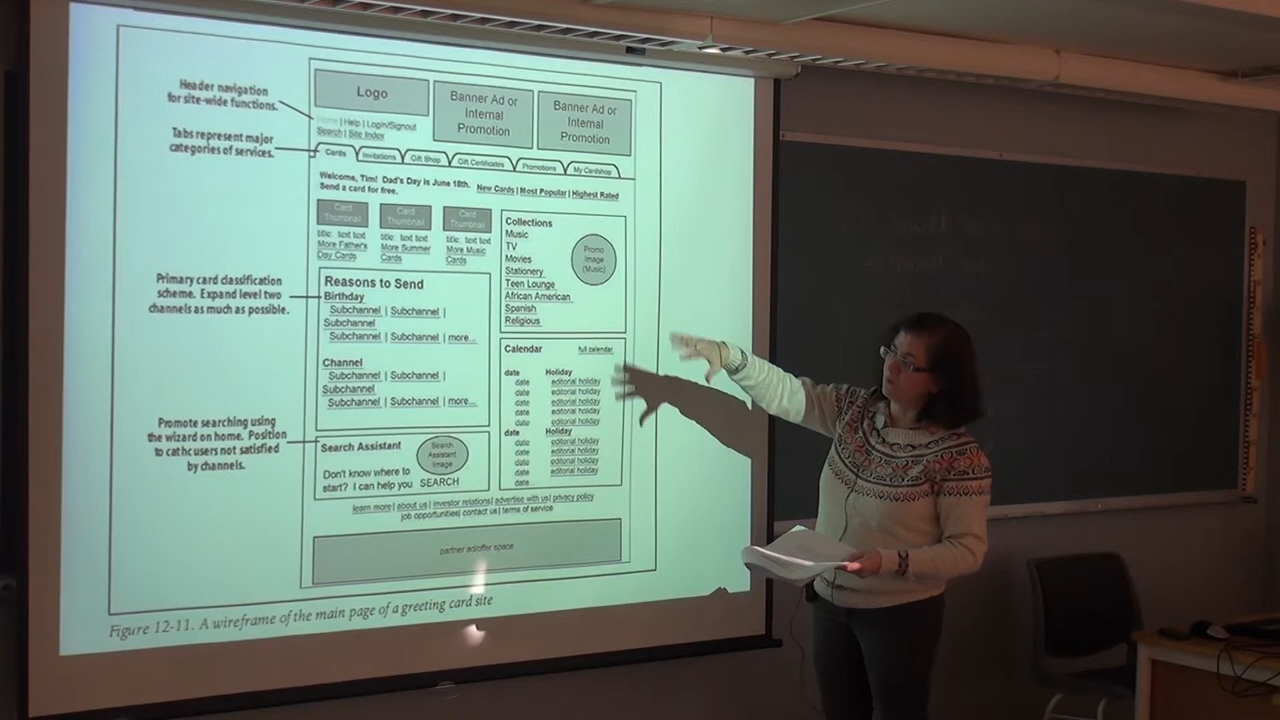 Header navigation
for site-wide functions.
Tabs represent major
categories of services.
Primary card classification
scheme. Expand level two
channels as much as possible.
Promote searching using
the wizard on home. Position
to cathc users not satisfied
by channels.
Logo
Banner Ad or
Internal
Promotion
Banner Ad or
Internal
Promotion
Home | Help | Login/Signout
Search | Site Index
Cards
Invitations
Gift Shop
Gift Certificates
Promotions
My Cardshop
Welcome, Tim! Dad's Day is June 18th.
Send a card for free.
New Cards | Most Popular | Highest Rated
Card
Thumbnail
Card
Thumbnail
Card
Thumbnail
title: text text
More Father's
Day Cards
title: text text
More Summer
Cards
title: text text
More Music
Cards
Reasons to Send
Birthday
Subchannel | Subchannel |
Subchannel
Subchannel | Subchannel | more...
Channel
Subchannel | Subchannel |
Subchannel
Subchannel | Subchannel | more...
Search Assistant
Don't know where to
start? I can help you SEARCH
Search
Assistant
Image
Collections
Music
TV
Movies
Stationery
Teen Lounge
African American
Spanish
Religious
Promo
Image
(Music)
Calendar full calendar
date Holiday
date editorial holiday
date editorial holiday
date editorial holiday
date editorial holiday
date editorial holiday
date Holiday
date editorial holiday
date editorial holiday
date editorial holiday
date editorial holiday
date...
learn more | about us | investor relations | advertise with us | privacy policy
job opportunities | contact us | terms of service
partner ad/offer space
Figure 12-11. A wireframe of the main page of a greeting card site